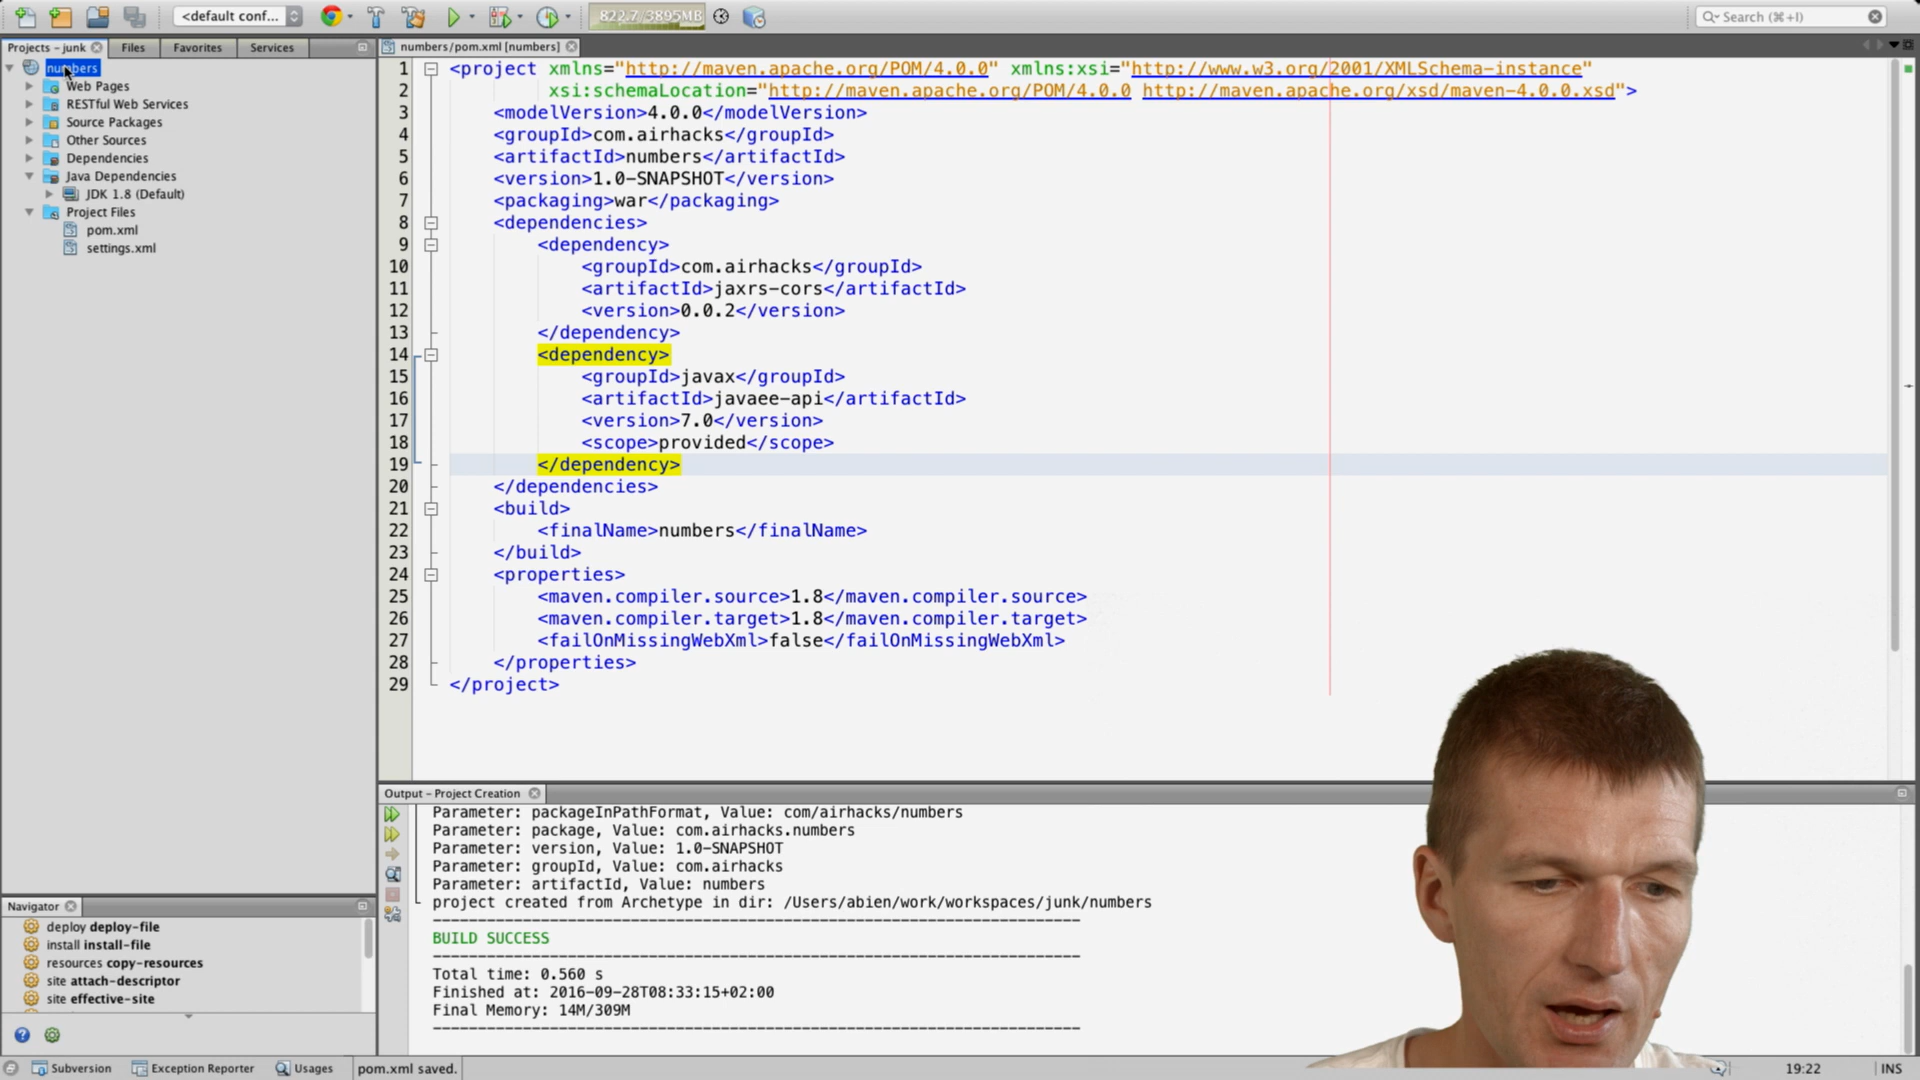 <default conf...
822.7/3895MB
Search (⌘+I)
Projects – junk
Files
Favorites
Services
numbers/pom.xml [numbers]
numbers
Web Pages
RESTful Web Services
Source Packages
Other Sources
Dependencies
Java Dependencies
JDK 1.8 (Default)
Project Files
pom.xml
settings.xml
1 <project xmlns="http://maven.apache.org/POM/4.0.0" xmlns:xsi="http://www.w3.org/2001/XMLSchema-instance"
2 xsi:schemaLocation="http://maven.apache.org/POM/4.0.0 http://maven.apache.org/xsd/maven-4.0.0.xsd">
3 <modelVersion>4.0.0</modelVersion>
4 <groupId>com.airhacks</groupId>
5 <artifactId>numbers</artifactId>
6 <version>1.0-SNAPSHOT</version>
7 <packaging>war</packaging>
8 <dependencies>
9 <dependency>
10 <groupId>com.airhacks</groupId>
11 <artifactId>jaxrs-cors</artifactId>
12 <version>0.0.2</version>
13 </dependency>
14 <dependency>
15 <groupId>javax</groupId>
16 <artifactId>javaee-api</artifactId>
17 <version>7.0</version>
18 <scope>provided</scope>
19 </dependency>
20 </dependencies>
21 <build>
22 <finalName>numbers</finalName>
23 </build>
24 <properties>
25 <maven.compiler.source>1.8</maven.compiler.source>
26 <maven.compiler.target>1.8</maven.compiler.target>
27 <failOnMissingWebXml>false</failOnMissingWebXml>
28 </properties>
29 </project>
Output – Project Creation
Parameter: packageInPathFormat, Value: com/airhacks/numbers
Parameter: package, Value: com.airhacks.numbers
Parameter: version, Value: 1.0-SNAPSHOT
Parameter: groupId, Value: com.airhacks
Parameter: artifactId, Value: numbers
project created from Archetype in dir: /Users/abien/work/workspaces/junk/numbers
------------------------------------------------------------------------
BUILD SUCCESS
------------------------------------------------------------------------
Total time: 0.560 s
Finished at: 2016-09-28T08:33:15+02:00
Final Memory: 14M/309M
------------------------------------------------------------------------
Navigator
deploy deploy-file
install install-file
resources copy-resources
site attach-descriptor
site effective-site
Subversion
Exception Reporter
Usages
pom.xml saved.
19:22
INS